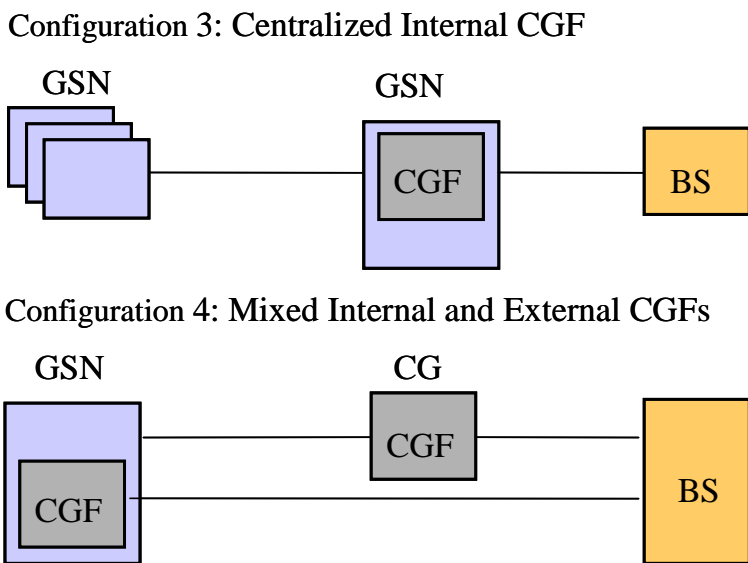 Configuration 3: Centralized Internal CGF
GSN GSN
CGF BS
Configuration 4: Mixed Internal and External CGFs
GSN CG
CGF
BS
CGF